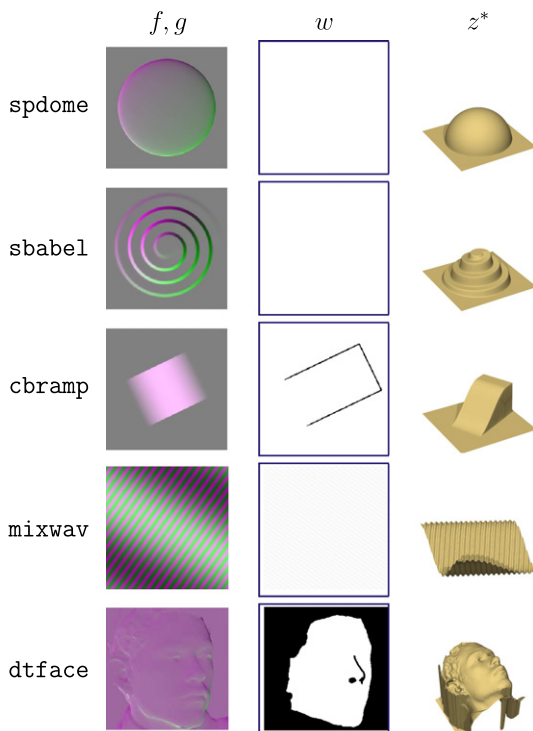 f, g w z*
spdome
sbabel
cbramp
mixwav
dtface